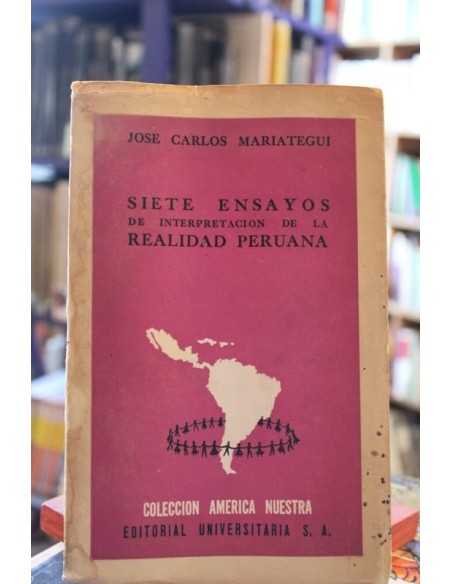 JOSE CARLOS MARIATEGUI
SIETE ENSAYOS
DE INTERPRETACION DE LA
REALIDAD PERUANA
COLECCION AMERICA NUESTRA
EDITORIAL UNIVERSITARIA S. A.